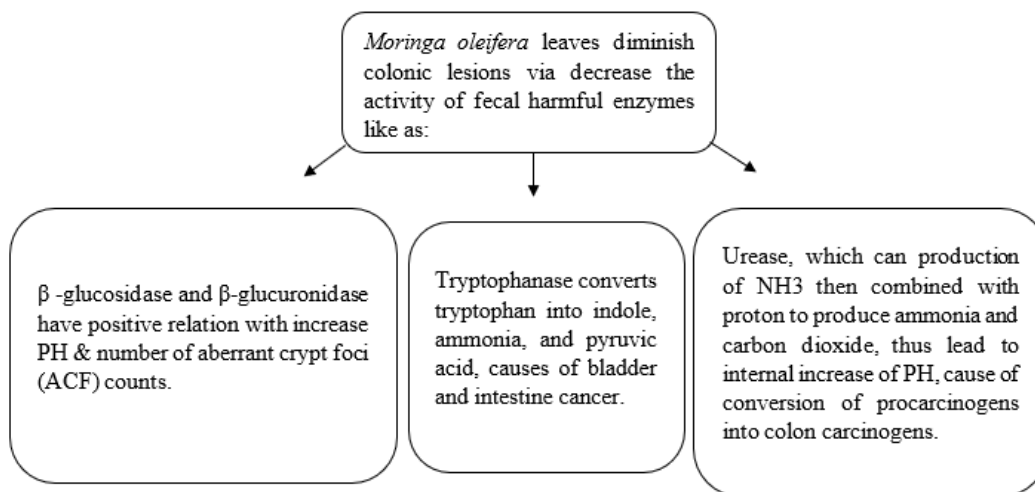 Moringa oleifera leaves diminish
colonic lesions via decrease the
activity of fecal harmful enzymes
like as:
β -glucosidase and β-glucuronidase
have positive relation with increase
PH & number of aberrant crypt foci
(ACF) counts.
Tryptophanase converts
tryptophan into indole,
ammonia, and pyruvic
acid, causes of bladder
and intestine cancer.
Urease, which can production
of NH3 then combined with
proton to produce ammonia and
carbon dioxide, thus lead to
internal increase of PH, cause of
conversion of procarcinogens
into colon carcinogens.